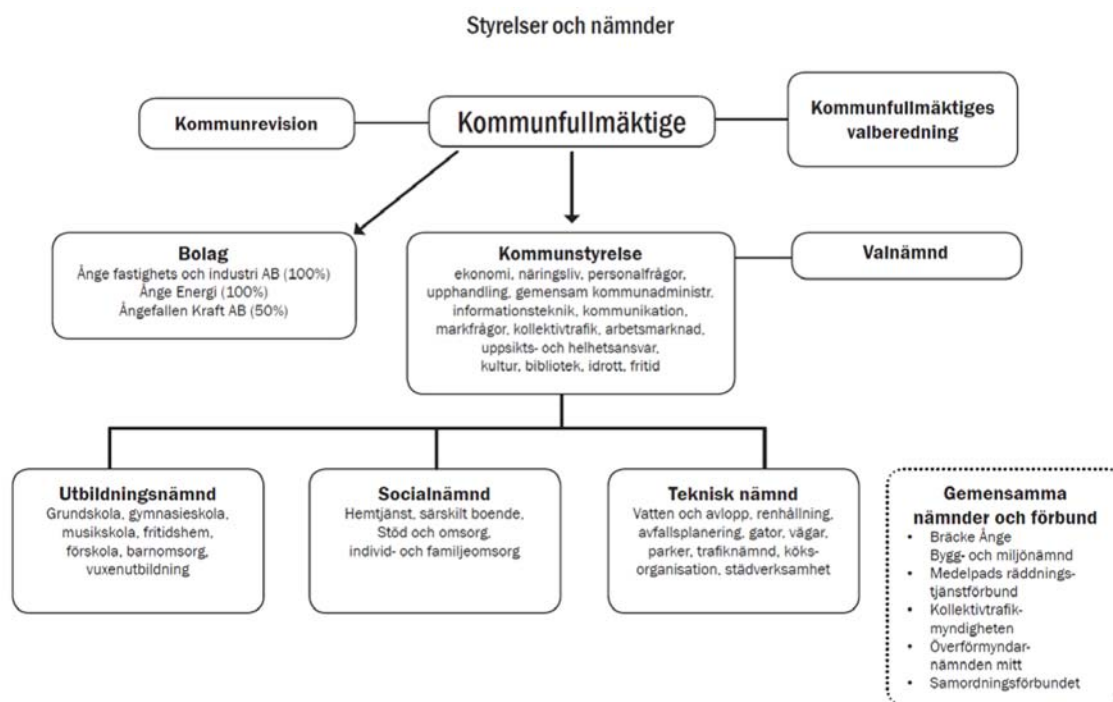 Styrelser och nämnder
Kommunrevision
Kommunfullmäktige
Kommunfullmäktiges
valberedning
Bolag
Ånge fastighets och industri AB (100%)
Ånge Energi (100%)
Ångefallen Kraft AB (50%)
Kommunstyrelse
ekonomi, näringsliv, personalfrågor,
upphandling, gemensam kommunadministr.
informationsteknik, kommunikation,
markfrågor, kollektivtrafik, arbetsmarknad,
uppsikts- och helhetsansvar,
kultur, bibliotek, idrott, fritid
Valnämnd
Utbildningsnämnd
Grundskola, gymnasieskola,
musikskola, fritidshem,
förskola, barnomsorg,
vuxenutbildning
Socialnämnd
Hemtjänst, särskilt boende,
Stöd och omsorg,
individ- och familjeomsorg
Teknisk nämnd
Vatten och avlopp, renhållning,
avfallsplanering, gator, vägar,
parker, trafiknämnd, köks-
organisation, städverksamhet
Gemensamma
nämnder och förbund
• Bräcke Ånge
Bygg- och miljönämnd
• Medelpads räddnings-
tjänstförbund
• Kollektivtrafik-
myndigheten
• Överförmyndar-
nämnden mitt
• Samordningsförbundet